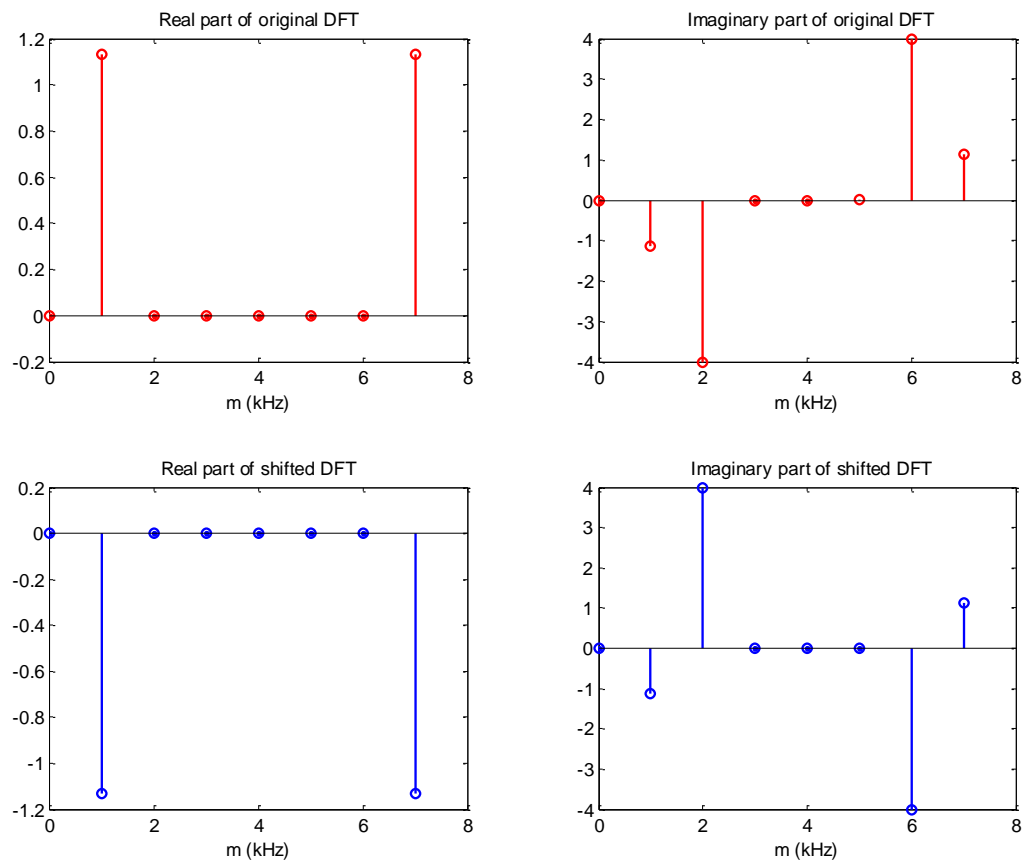 Real part of original DFT
1.2
1
0.8
0.6
0.4
0.2
0
-0.2
0 2 4 6 8
m (kHz)
Imaginary part of original DFT
4
3
2
1
0
-1
-2
-3
-4
0 2 4 6 8
m (kHz)
Real part of shifted DFT
0.2
0
-0.2
-0.4
-0.6
-0.8
-1
-1.2
0 2 4 6 8
m (kHz)
Imaginary part of shifted DFT
4
3
2
1
0
-1
-2
-3
-4
0 2 4 6 8
m (kHz)